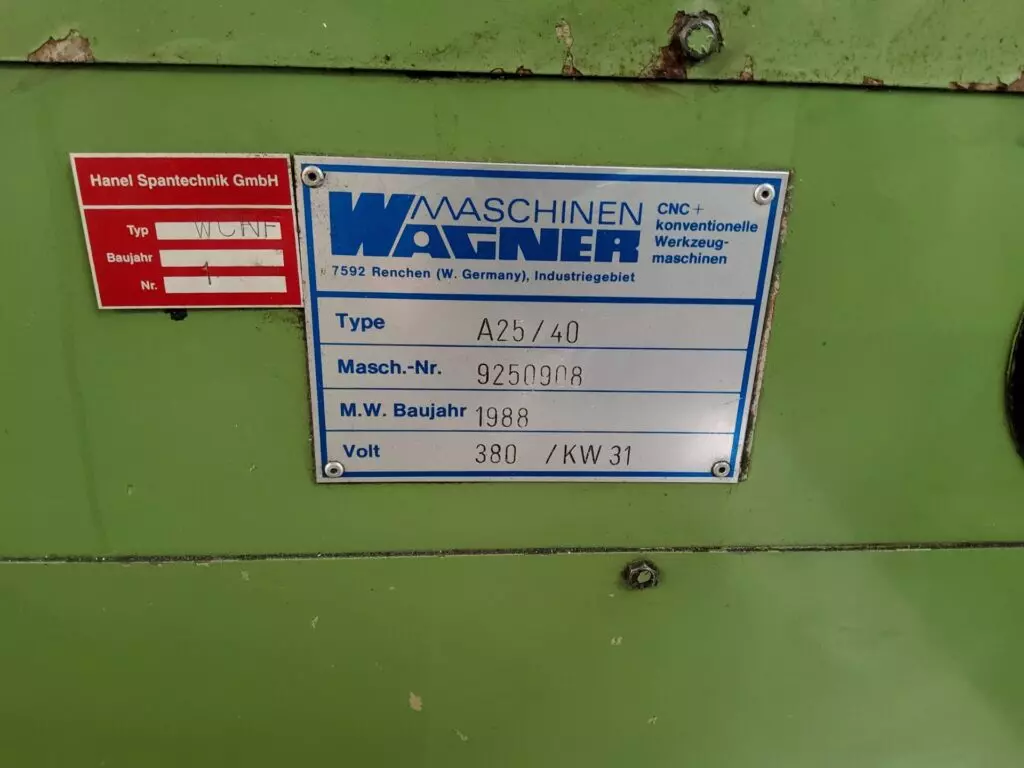 Hanel Spantechnik GmbH
Typ WCNF
Baujahr
Nr. 1
MASCHINEN
WAGNER
CNC +
konventionelle
Werkzeug-
maschinen
7592 Renchen (W. Germany), Industriegebiet
Type A25/40
Masch.-Nr. 9250908
M.W. Baujahr 1988
Volt 380 /KW 31